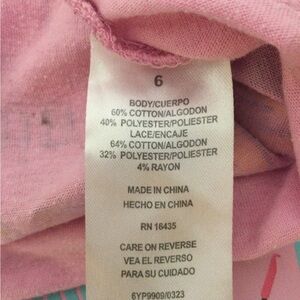 6
BODY/CUERPO
60% COTTON/ALGODON
40% POLYESTER/POLIESTER
LACE/ENCAJE
64% COTTON/ALGODON
32% POLYESTER/POLIESTER
4% RAYON
MADE IN CHINA
HECHO EN CHINA
RN 16435
CARE ON REVERSE
VEA EL REVERSO
PARA SU CUIDADO
6YP9909/0323